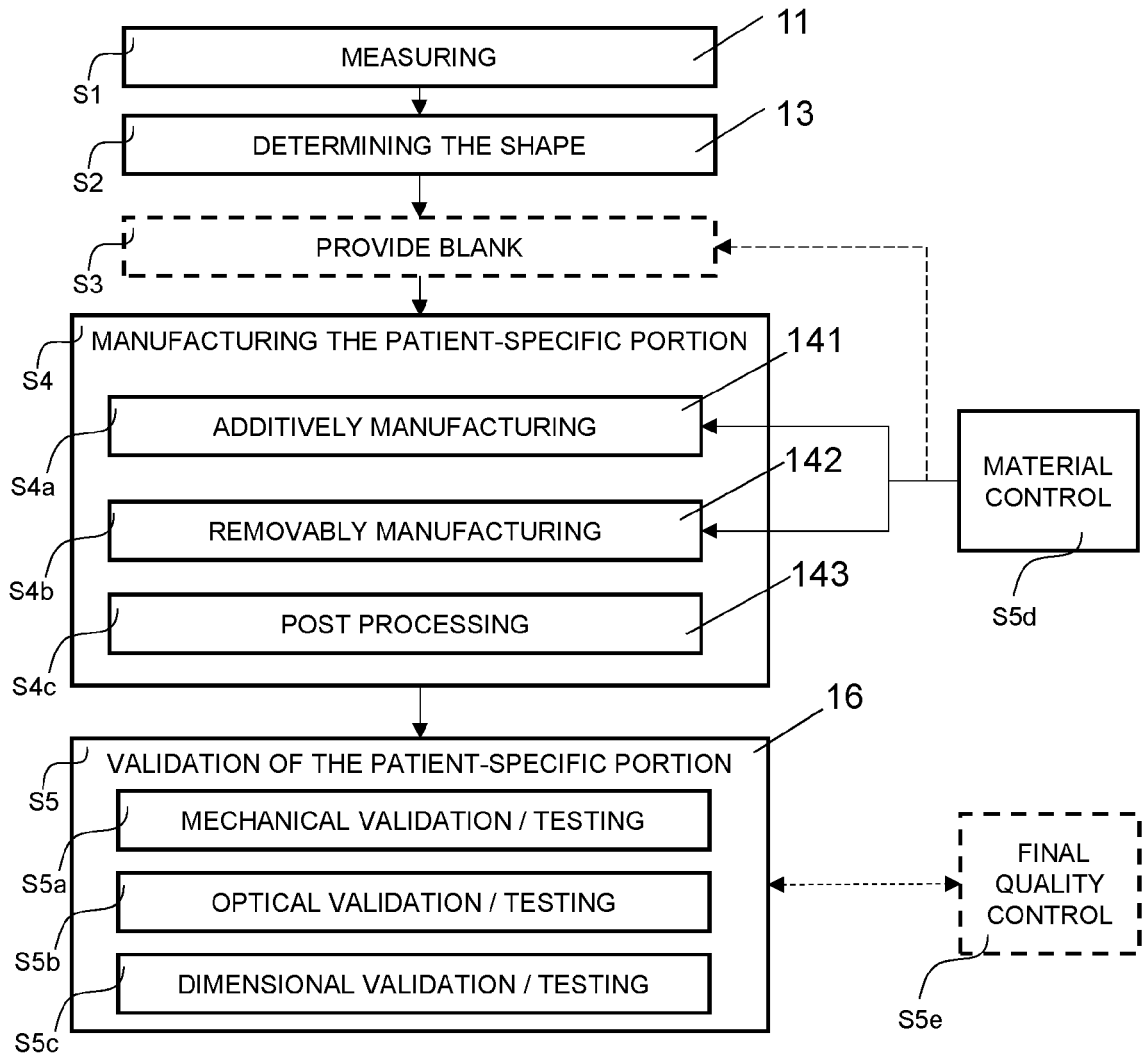 11
MEASURING
S1
13
DETERMINING THE SHAPE
S2
PROVIDE BLANK
S3
MANUFACTURING THE PATIENT-SPECIFIC PORTION
S4
141
ADDITIVELY MANUFACTURING
S4a
142
REMOVABLY MANUFACTURING
S4b
143
POST PROCESSING
S4c
MATERIAL
CONTROL
S5d
16
VALIDATION OF THE PATIENT-SPECIFIC PORTION
S5
MECHANICAL VALIDATION / TESTING
S5a
OPTICAL VALIDATION / TESTING
S5b
DIMENSIONAL VALIDATION / TESTING
S5c
FINAL
QUALITY
CONTROL
S5e